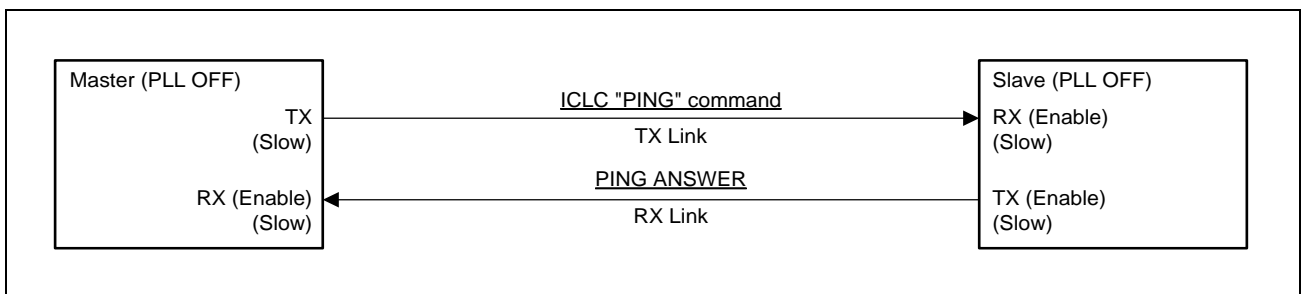 Master (PLL OFF)
TX
(Slow)
RX (Enable)
(Slow)
ICLC "PING" command
TX Link
PING ANSWER
RX Link
Slave (PLL OFF)
RX (Enable)
(Slow)
TX (Enable)
(Slow)